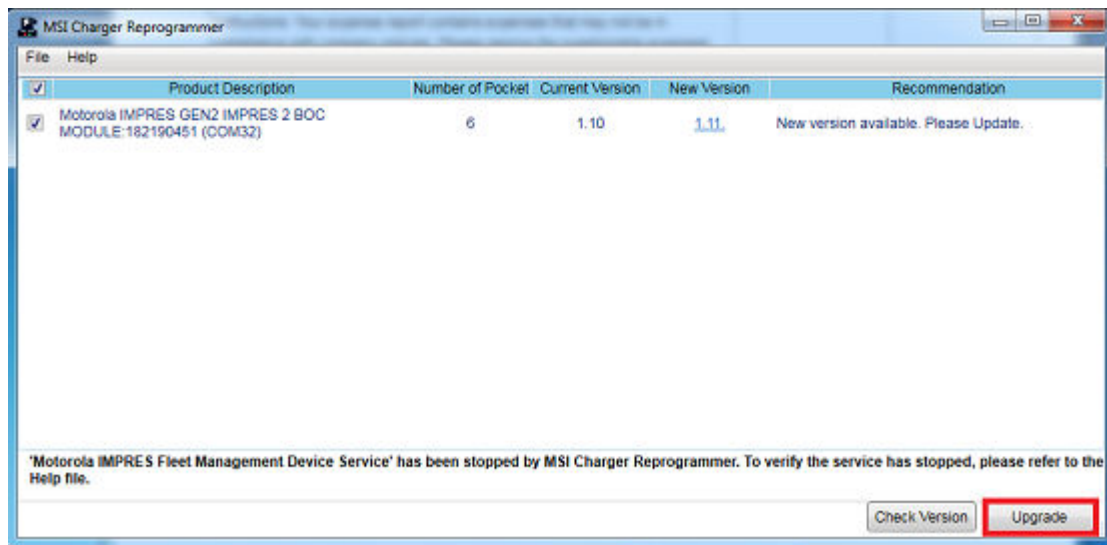 MSI Charger Reprogrammer
File Help
Product Description Number of Pocket Current Version New Version Recommendation
Motorola IMPRES GEN2 IMPRES 2 BOC
MODULE:182190451 (COM32) 6 1.10 1.11. New version available. Please Update.
'Motorola IMPRES Fleet Management Device Service' has been stopped by MSI Charger Reprogrammer. To verify the service has stopped, please refer to the
Help file.
Check Version Upgrade